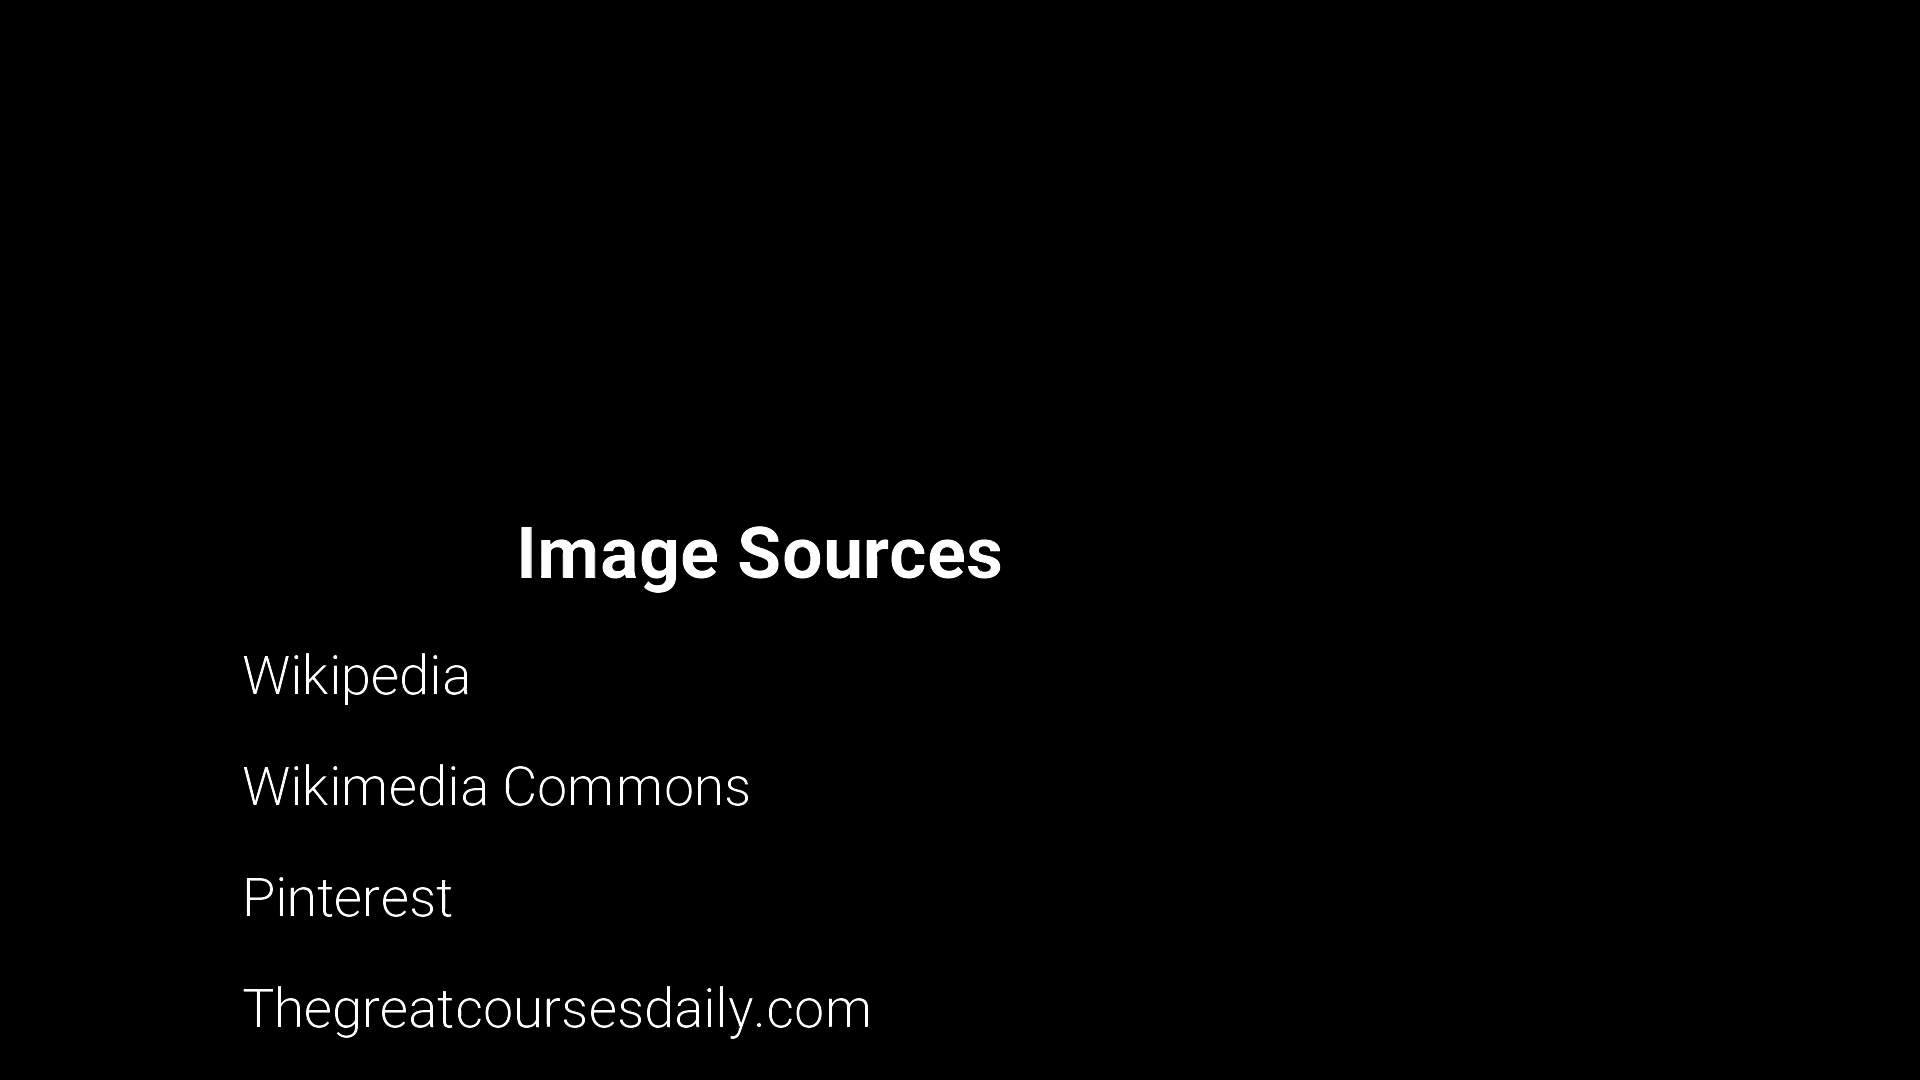 Image Sources
Wikipedia
Wikimedia Commons
Pinterest
Thegreatcoursesdaily.com